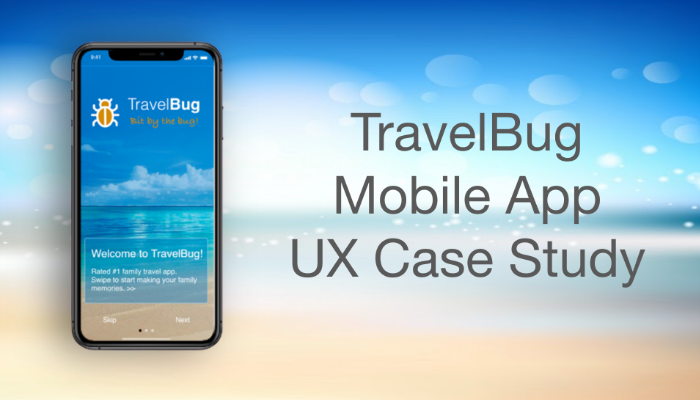 9:41
TravelBug
Bit by the bug!
Welcome to TravelBug!
Rated #1 family travel app.
Swipe to start making your family
memories. >>
Skip
Next
TravelBug
Mobile App
UX Case Study